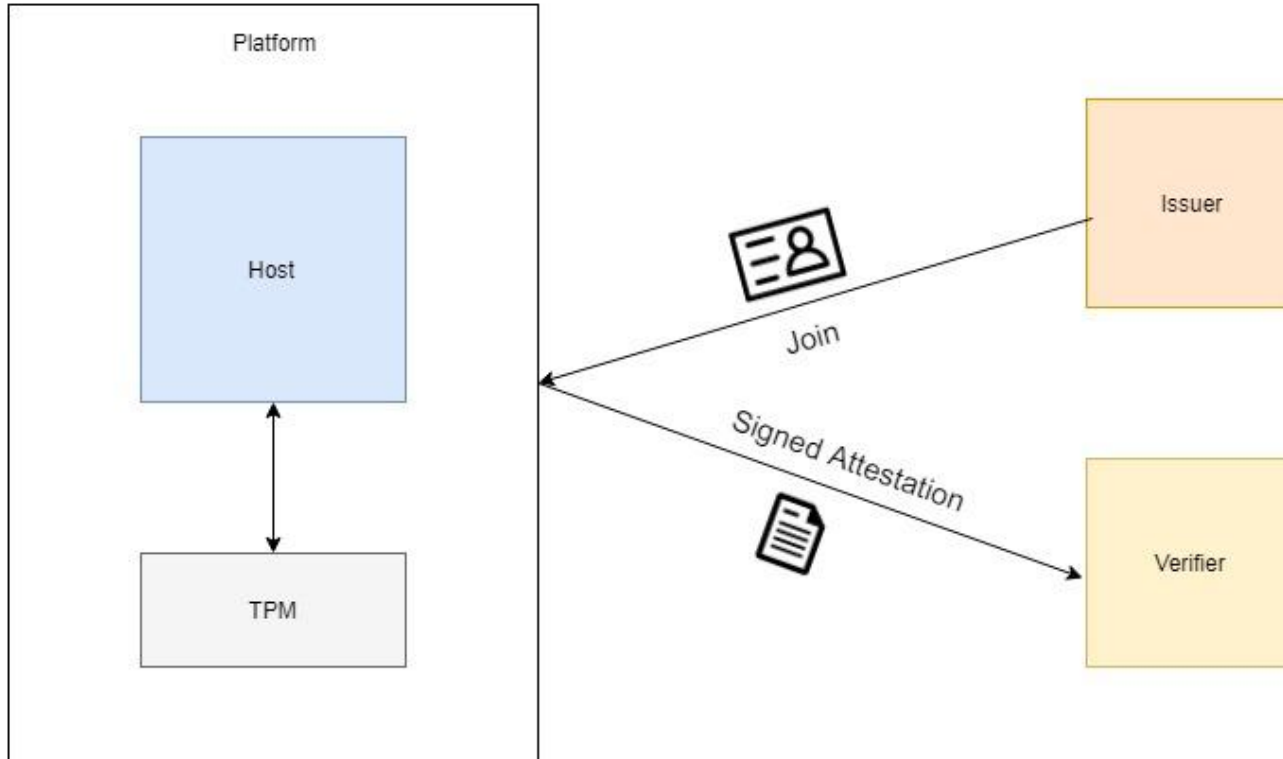 Platform
Host
TPM
Join
Signed Attestation
Issuer
Verifier